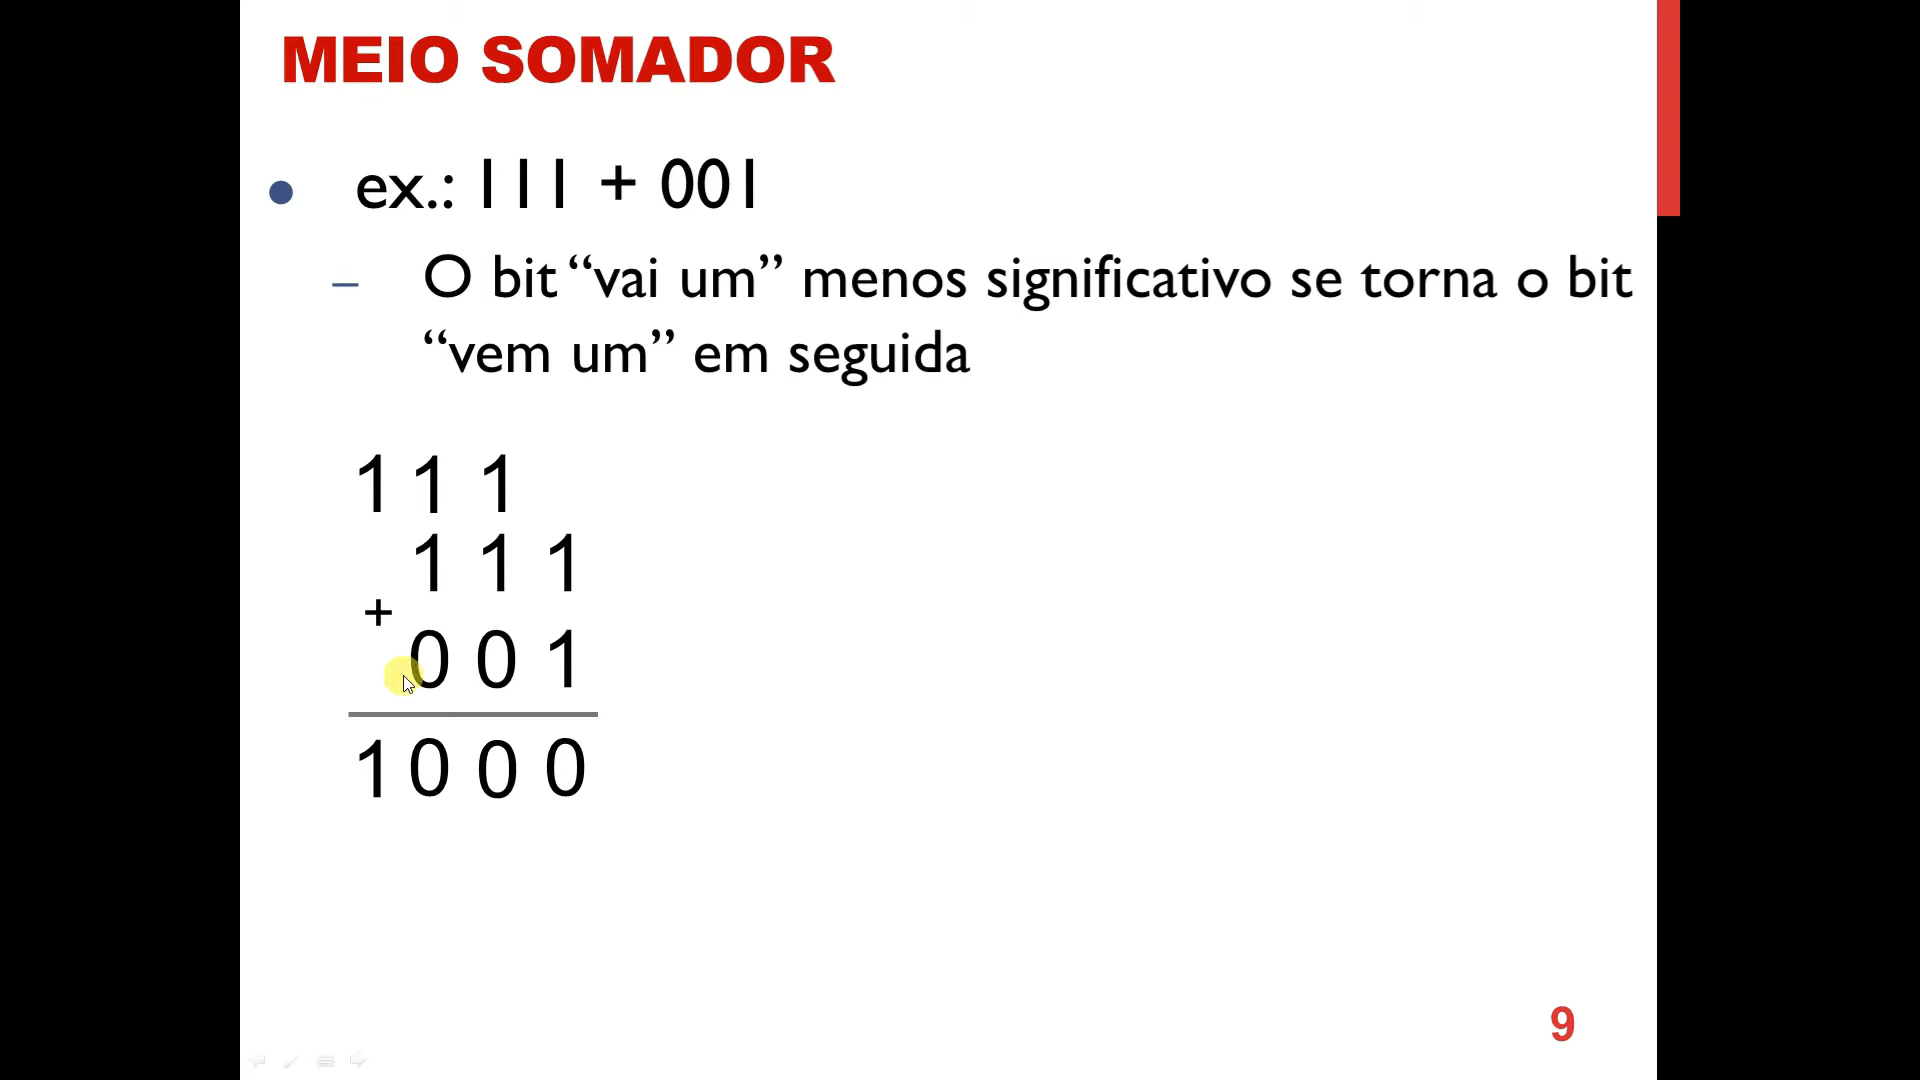 MEIO SOMADOR
• ex.: 111 + 001
– O bit “vai um” menos significativo se torna o bit
“vem um” em seguida
1 1 1
1 1 1
+
0 0 1
1 0 0 0
9